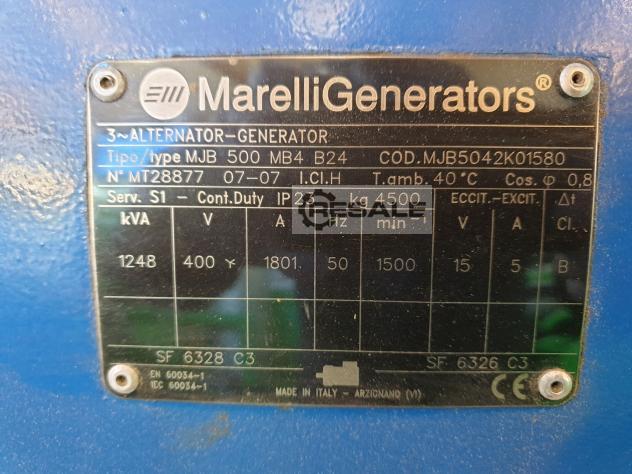 MarelliGenerators®
3~ALTERNATOR-GENERATOR
Tipo/type MJB 500 MB4 B24 COD.MJB5042K01580
N° MT28877 07-07 I.Cl.H T.amb. 40°C Cos. φ 0,8
Serv. S1 - Cont.Duty IP 23 kg 4500 ECCIT.-EXCIT. Δt
kVA V A Hz min⁻¹ V A Cl.
RESALE
1248 400 Y 1801 50 1500 15 5 B
SF 6328 C3 SF 6326 C3
EN 60034-1
IEC 60034-1
MADE IN ITALY - ARZIGNANO (VI)
CE